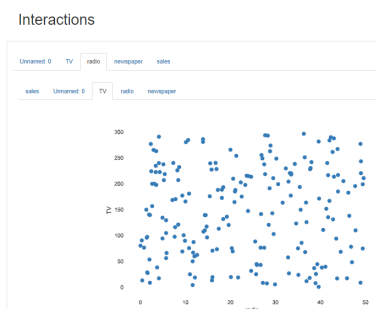 Interactions
Unnamed: 0 TV radio newspaper sales
sales Unnamed: 0 TV radio newspaper
300
250
200
150
100
50
0
TV
0 10 20 30 40 50
radio